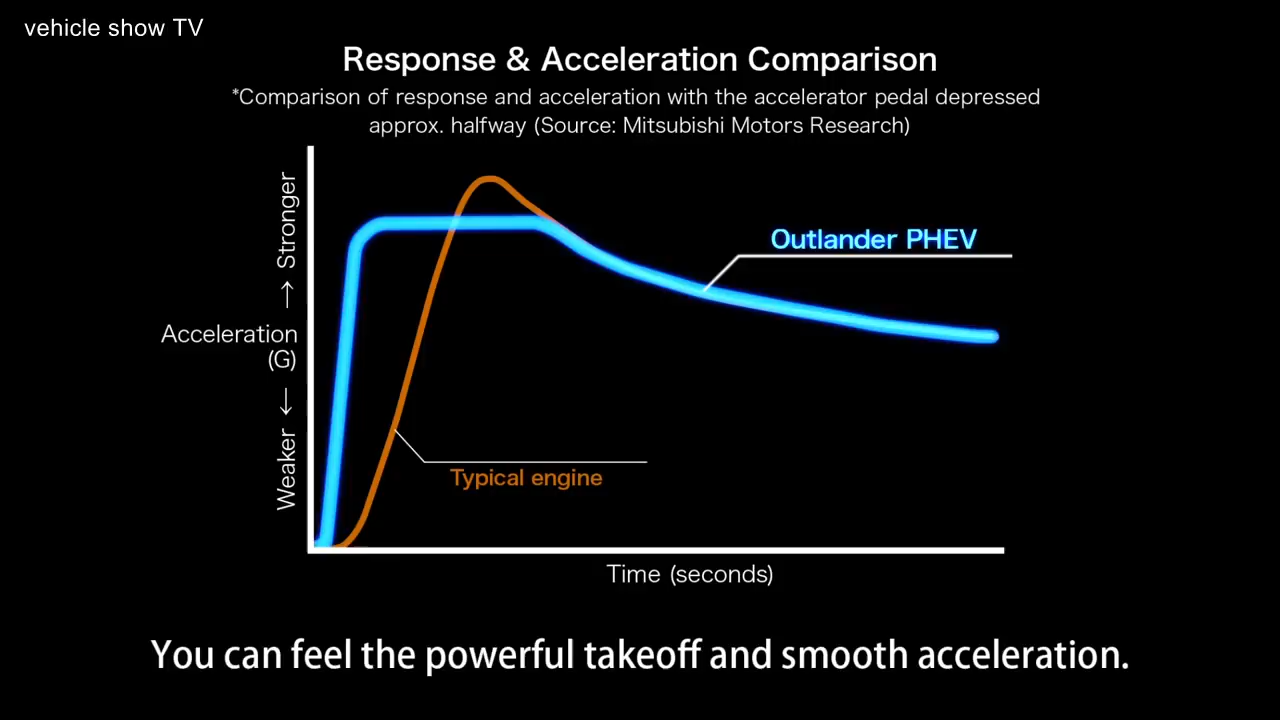 vehicle show TV
Response & Acceleration Comparison
*Comparison of response and acceleration with the accelerator pedal depressed
approx. halfway (Source: Mitsubishi Motors Research)
Weaker ← Acceleration (G) → Stronger
Outlander PHEV
Typical engine
Time (seconds)
You can feel the powerful takeoff and smooth acceleration.